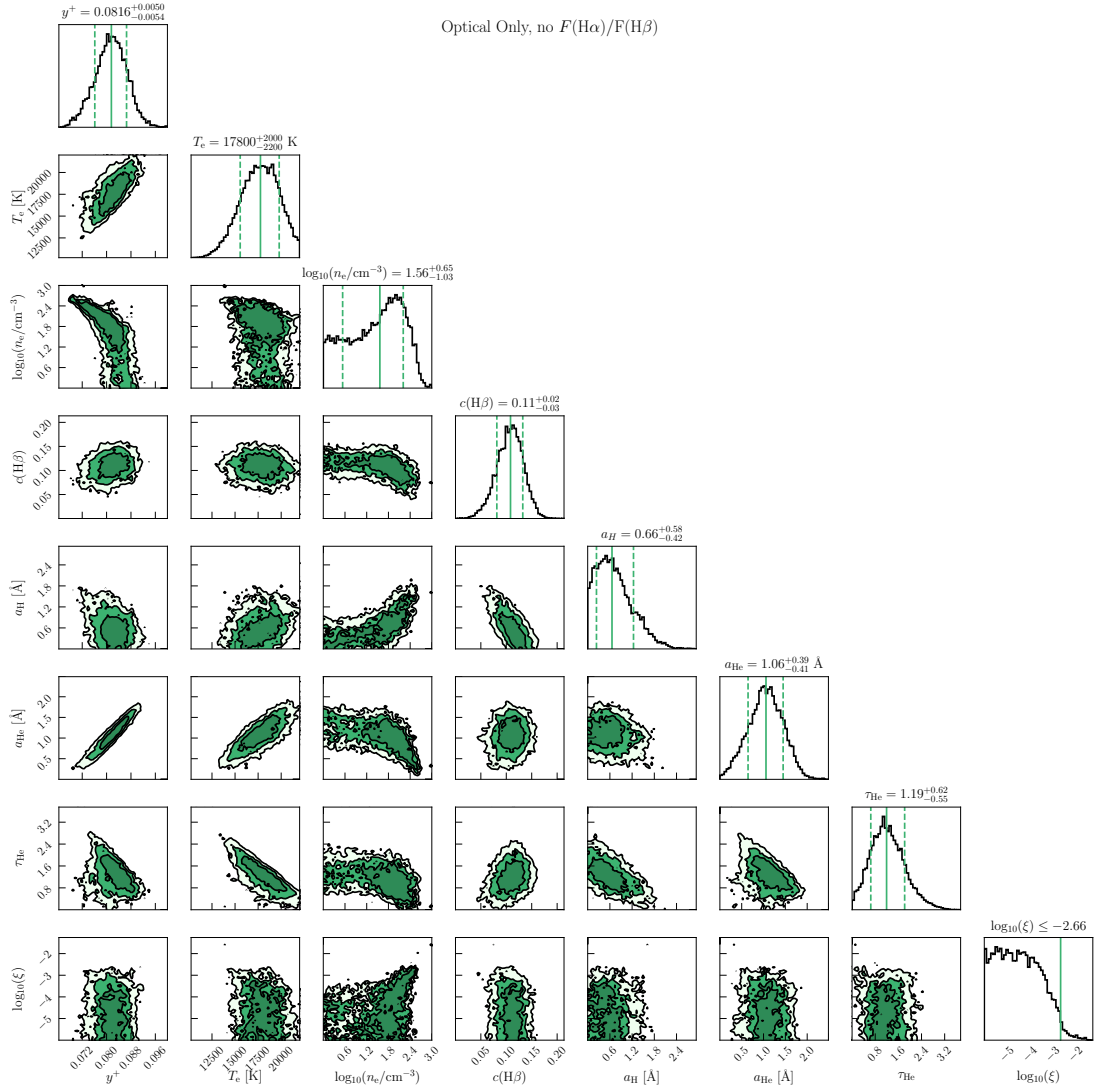 Optical Only, no F(Hα)/F(Hβ)
y⁺ = 0.0816 +0.0050 −0.0054
Tₑ = 17800 +2000 −2200 K
Tₑ [K]
20000
17500
15000
12500
log₁₀(nₑ/cm⁻³) = 1.56 +0.65 −1.03
log₁₀(nₑ/cm⁻³)
3.0
2.4
1.8
1.2
0.6
c(Hβ) = 0.11 +0.02 −0.03
c(Hβ)
0.20
0.15
0.10
0.05
a_H = 0.66 +0.58 −0.42
a_H [Å]
2.4
1.8
1.2
0.6
a_He = 1.06 +0.39 −0.41 Å
a_He [Å]
2.0
1.5
1.0
0.5
τ_He = 1.19 +0.62 −0.55
τ_He
3.2
2.4
1.6
0.8
log₁₀(ξ) ≤ −2.66
log₁₀(ξ)
−2
−3
−4
−5
0.072 0.080 0.088 0.096 12500 15000 17500 20000 0.6 1.2 1.8 2.4 3.0 0.05 0.10 0.15 0.20 0.6 1.2 1.8 2.4 0.5 1.0 1.5 2.0 0.8 1.6 2.4 3.2 −5 −4 −3 −2
y⁺ Tₑ [K] log₁₀(nₑ/cm⁻³) c(Hβ) a_H [Å] a_He [Å] τ_He log₁₀(ξ)